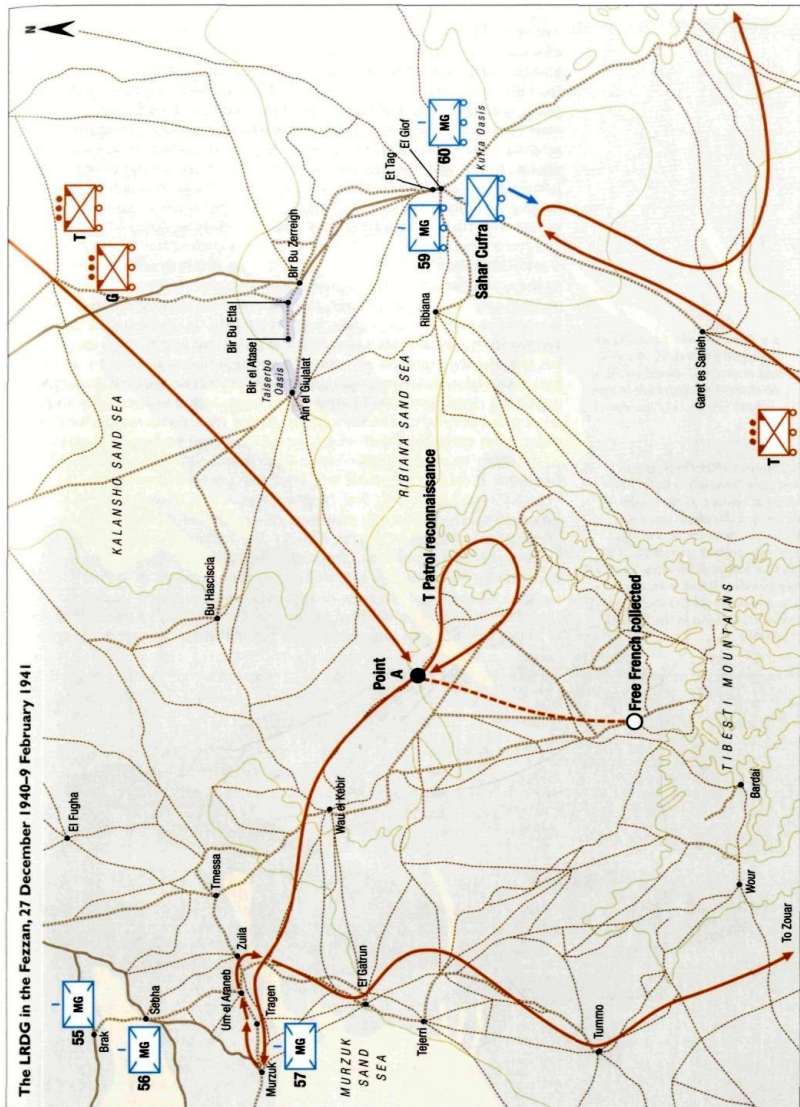 The LRDG in the Fezzan, 27 December 1940–9 February 1941
N
El Fugha
KALANSHO SAND SEA
T
G
55
MG
Brak
56
MG
Sebha
Tmessa
Bu Hasciscia
Bir el Atase
Bir Bu Etla
Bir Bu Zerreigh
Taiserbo
Oasis
Ain el Giulalat
Um el Araneb
Zuila
Tragen
Murzuk
57
MG
Wau el Kebir
Point
A
RIBIANA SAND SEA
Ribiana
59
MG
Et Tag
El Giof
60
MG
Kufra Oasis
Sahar Cufra
MURZUK
SAND
SEA
El Gatrun
Tejerri
T Patrol reconnaissance
Tummo
Free French collected
TIBESTI MOUNTAINS
Bardai
Wour
To Zouar
Garet es Sanieh
T